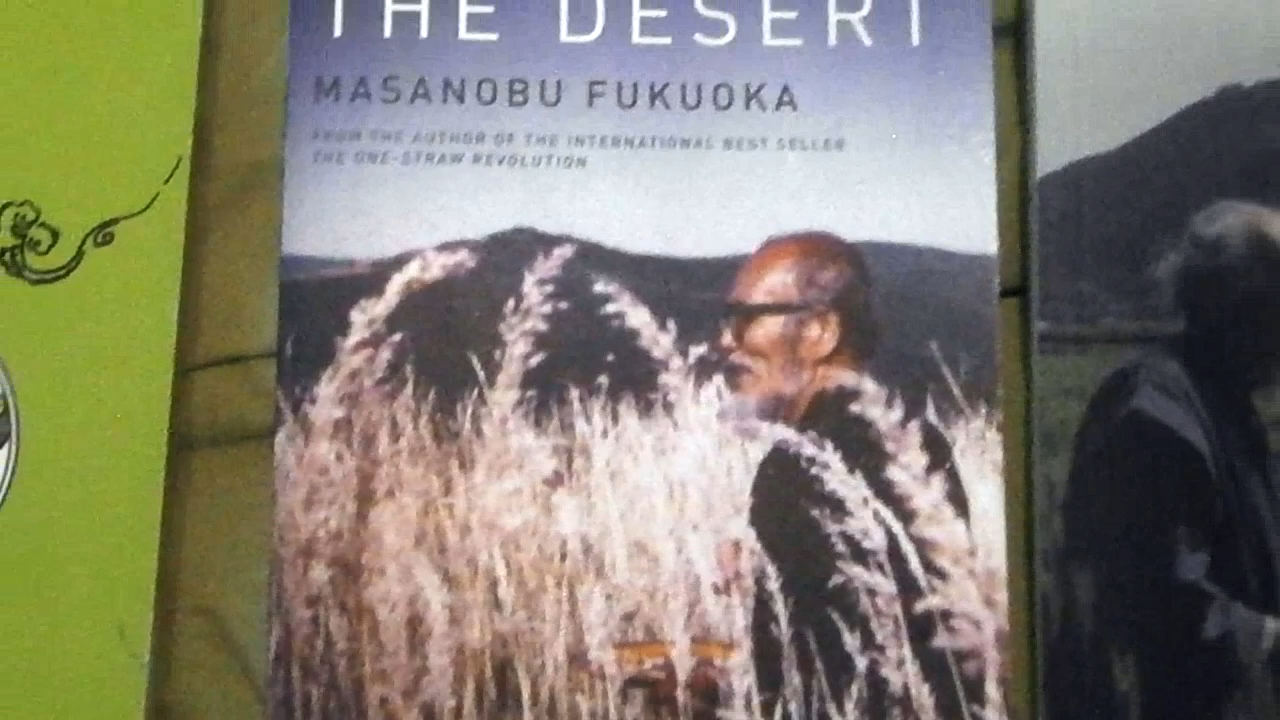 THE DESERT
MASANOBU FUKUOKA
FROM THE AUTHOR OF THE INTERNATIONAL BEST SELLER
THE ONE-STRAW REVOLUTION